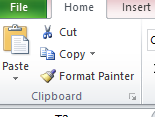 File Home Insert
Cut
Copy
Paste
Format Painter
Clipboard